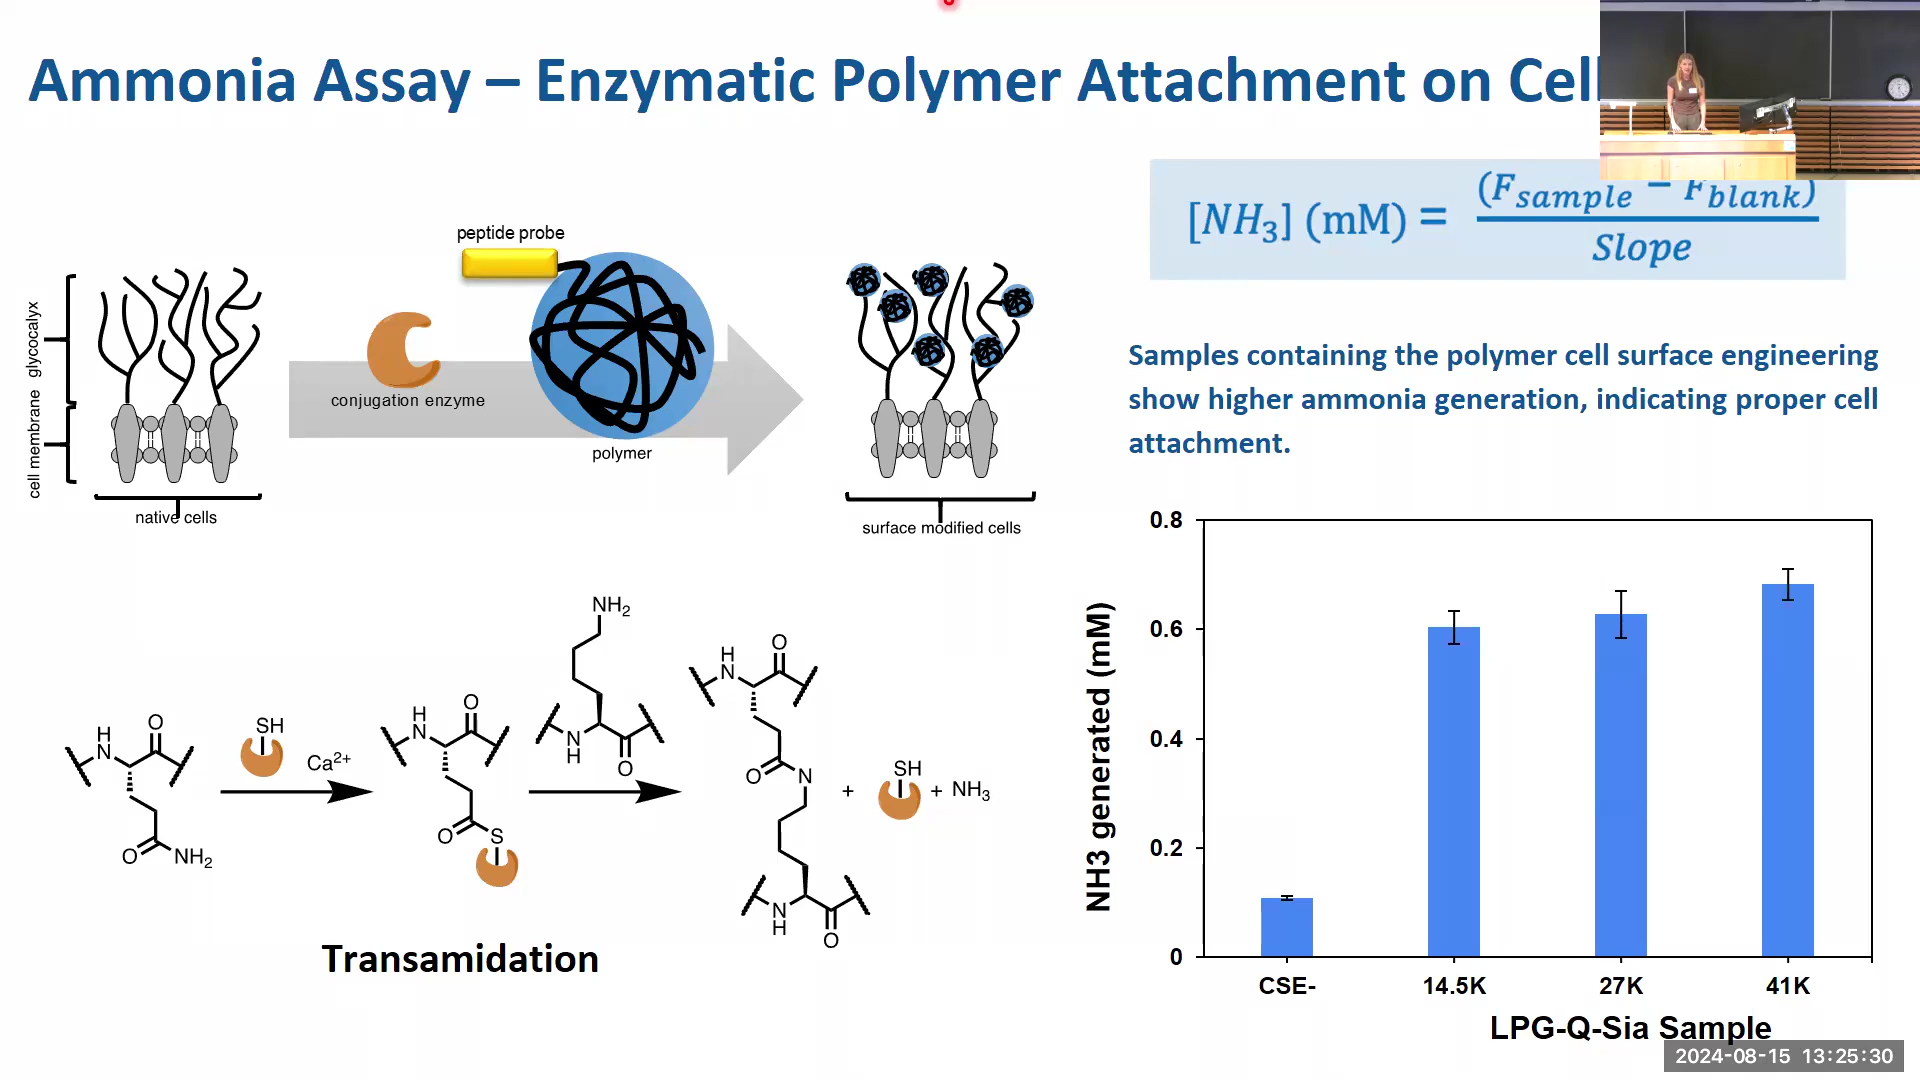 Ammonia Assay – Enzymatic Polymer Attachment on Cell
[NH3] (mM) = (Fsample – Fblank) / Slope
peptide probe
glycocalyx
cell membrane
conjugation enzyme
polymer
native cells
surface modified cells
Samples containing the polymer cell surface engineering
show higher ammonia generation, indicating proper cell
attachment.
H
N
O
O
NH2
SH
Ca2+
H
N
O
O
S
NH2
N
H
O
H
N
O
O
N
N
H
O
+
SH
+ NH3
Transamidation
NH3 generated (mM)
0.8
0.6
0.4
0.2
0
CSE-
14.5K
27K
41K
LPG-Q-Sia Sample
2024-08-15 13:25:30